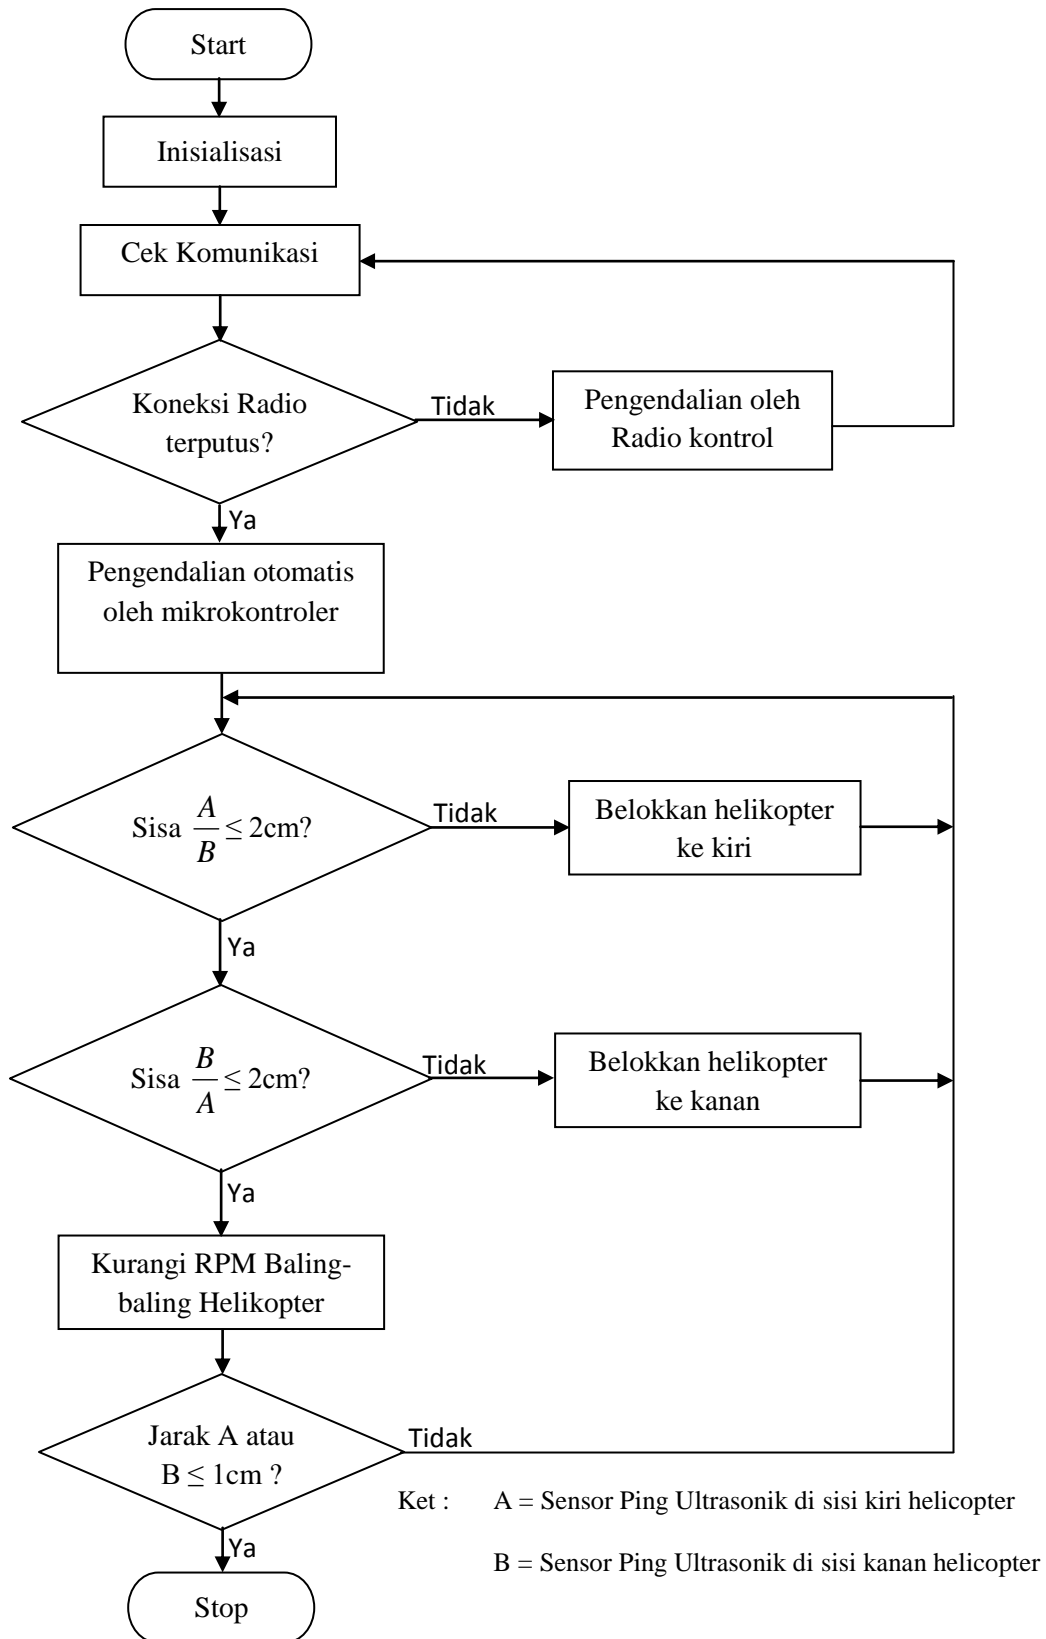 Start
Inisialisasi
Cek Komunikasi
Koneksi Radio
terputus?
Tidak
Pengendalian oleh
Radio kontrol
Ya
Pengendalian otomatis
oleh mikrokontroler
Sisa A/B ≤ 2cm?
Tidak
Belokkan helikopter
ke kiri
Ya
Sisa B/A ≤ 2cm?
Tidak
Belokkan helikopter
ke kanan
Ya
Kurangi RPM Baling-
baling Helikopter
Jarak A atau
B ≤ 1cm ?
Tidak
Ket : A = Sensor Ping Ultrasonik di sisi kiri helicopter
B = Sensor Ping Ultrasonik di sisi kanan helicopter
Ya
Stop